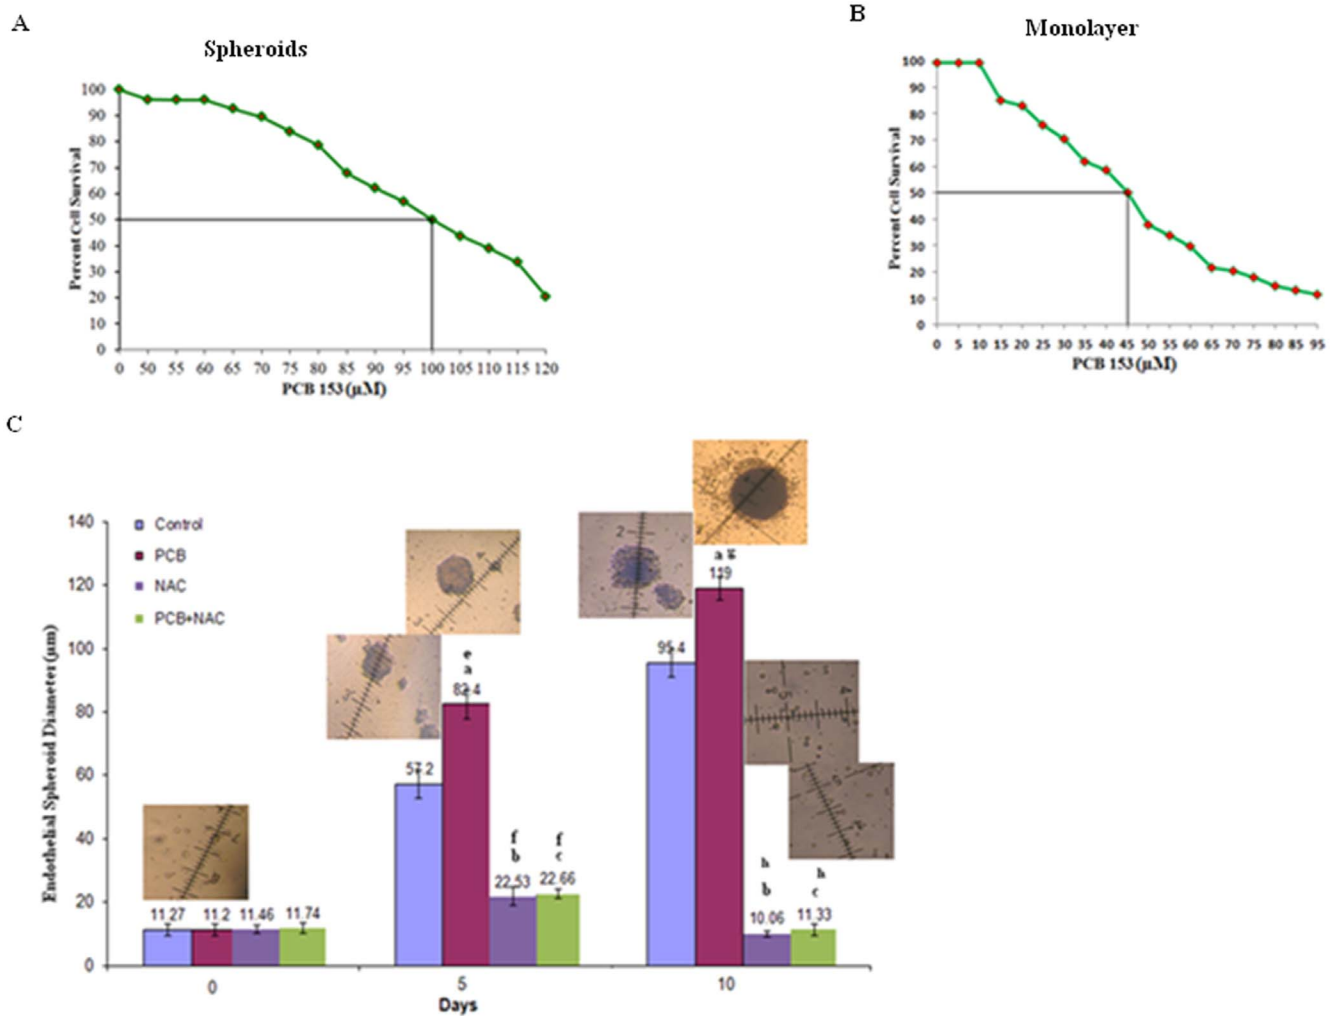 A
Spheroids
Percent Cell Survival
100
90
80
70
60
50
40
30
20
10
0
0 50 55 60 65 70 75 80 85 90 95 100 105 110 115 120
PCB 153 (µM)
B
Monolayer
Percent Cell Survival
100
90
80
70
60
50
40
30
20
10
0
0 5 10 15 20 25 30 35 40 45 50 55 60 65 70 75 80 85 95
PCB 153 (µM)
C
Endothelial Spheroid Diameter (µm)
140
120
100
80
60
40
20
0
Control
PCB
NAC
PCB+NAC
11.27 11.2 11.46 11.74
57.2
e
a
82.4
f
b
22.53
f
c
22.66
95.4
a g
119
h
b
10.06
h
c
11.33
0 5 10
Days